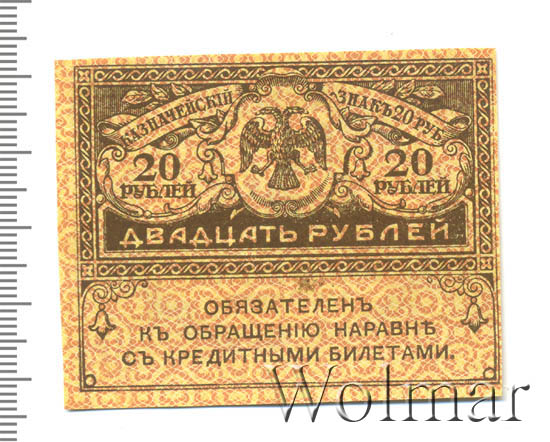 КАЗНАЧЕЙСКІЙ ЗНАКЪ 20 РУБ.
20 РУБЛЕЙ
20 РУБЛЕЙ
ДВАДЦАТЬ РУБЛЕЙ
ОБЯЗАТЕЛЕНЪ
КЪ ОБРАЩЕНІЮ НАРАВНѢ
СЪ КРЕДИТНЫМИ БИЛЕТАМИ.
Wolmar